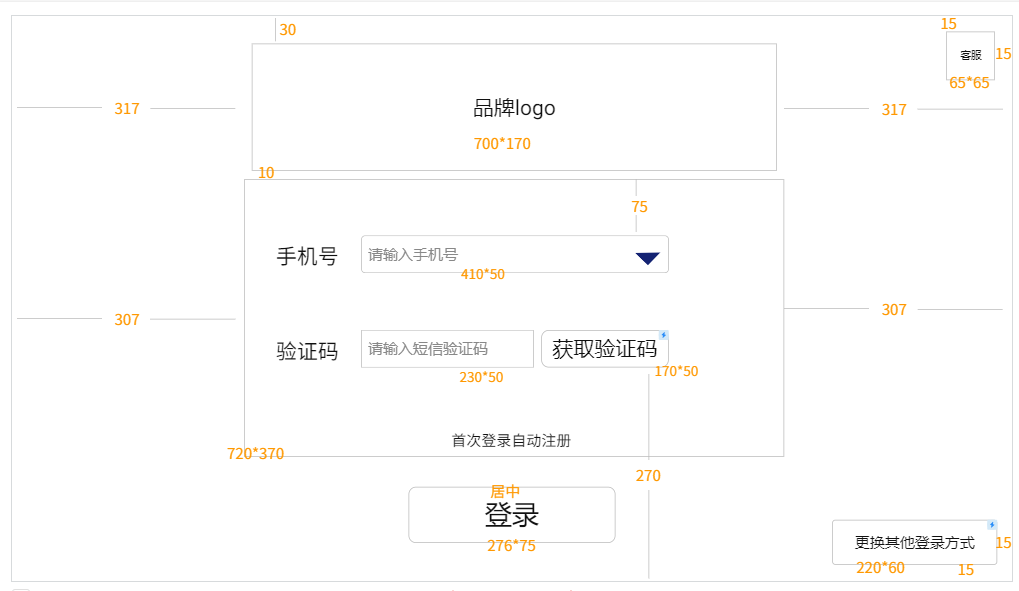 30
15
客服
15
65*65
317
品牌logo
317
700*170
10
75
手机号
请输入手机号
410*50
307
307
验证码
请输入短信验证码
获取验证码
230*50
170*50
首次登录自动注册
720*370
270
居中
登录
276*75
更换其他登录方式
15
220*60
15